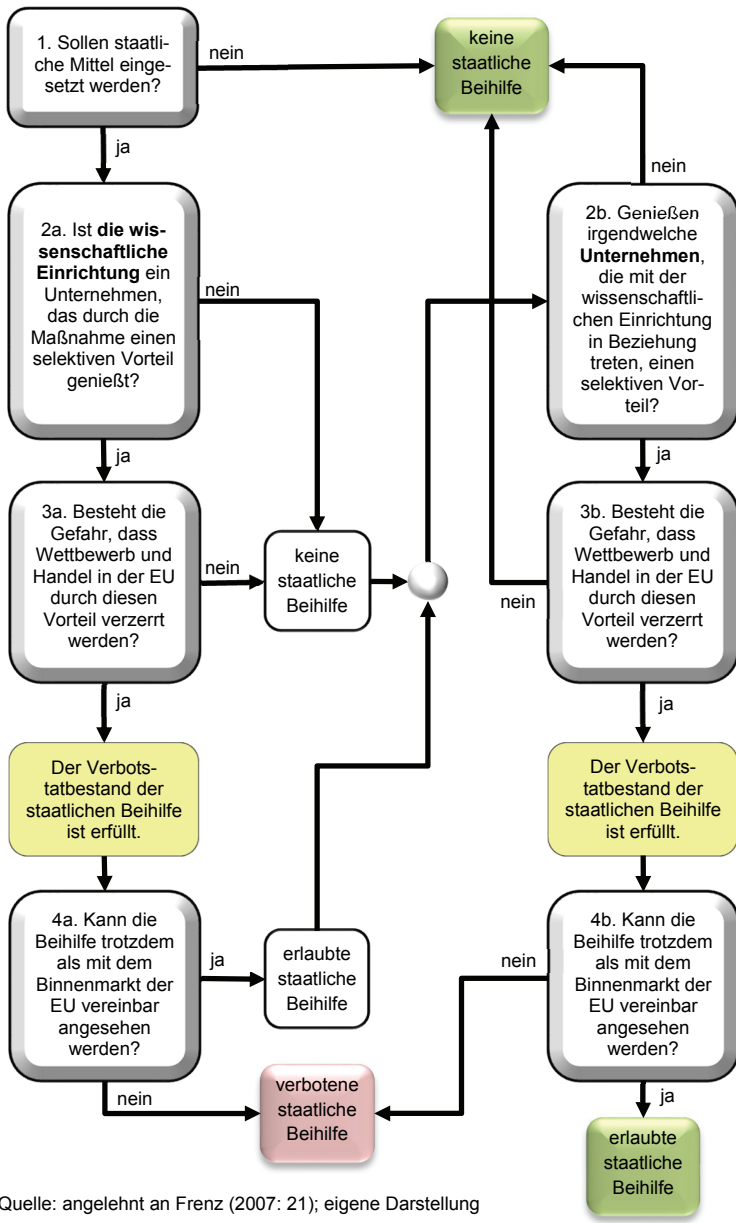 1. Sollen staatli-
che Mittel einge-
setzt werden?
nein
keine
staatliche
Beihilfe
ja
nein
2a. Ist die wis-
senschaftliche
Einrichtung ein
Unternehmen,
das durch die
Maßnahme einen
selektiven Vorteil
genießt?
nein
2b. Genießen
irgendwelche
Unternehmen,
die mit der
wissenschaftli-
chen Einrichtung
in Beziehung
treten, einen
selektiven Vor-
teil?
ja
ja
3a. Besteht die
Gefahr, dass
Wettbewerb und
Handel in der EU
durch diesen
Vorteil verzerrt
werden?
nein
keine
staatliche
Beihilfe
3b. Besteht die
Gefahr, dass
Wettbewerb und
Handel in der EU
durch diesen
Vorteil verzerrt
werden?
nein
ja
ja
Der Verbots-
tatbestand der
staatlichen Beihilfe
ist erfüllt.
Der Verbots-
tatbestand der
staatlichen Beihilfe
ist erfüllt.
4a. Kann die
Beihilfe trotzdem
als mit dem
Binnenmarkt der
EU vereinbar
angesehen
werden?
ja
erlaubte
staatliche
Beihilfe
nein
4b. Kann die
Beihilfe trotzdem
als mit dem
Binnenmarkt der
EU vereinbar
angesehen
werden?
nein
verbotene
staatliche
Beihilfe
ja
erlaubte
staatliche
Beihilfe
Quelle: angelehnt an Frenz (2007: 21); eigene Darstellung